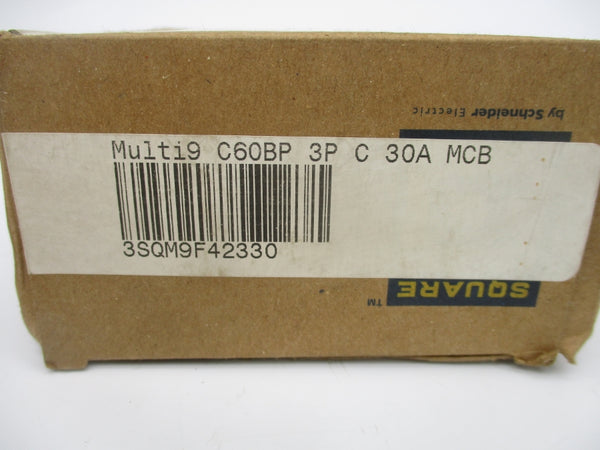 by Schneider Electric
Multi9 C60BP 3P C 30A MCB
3SQM9F42330
SQUARE
TM